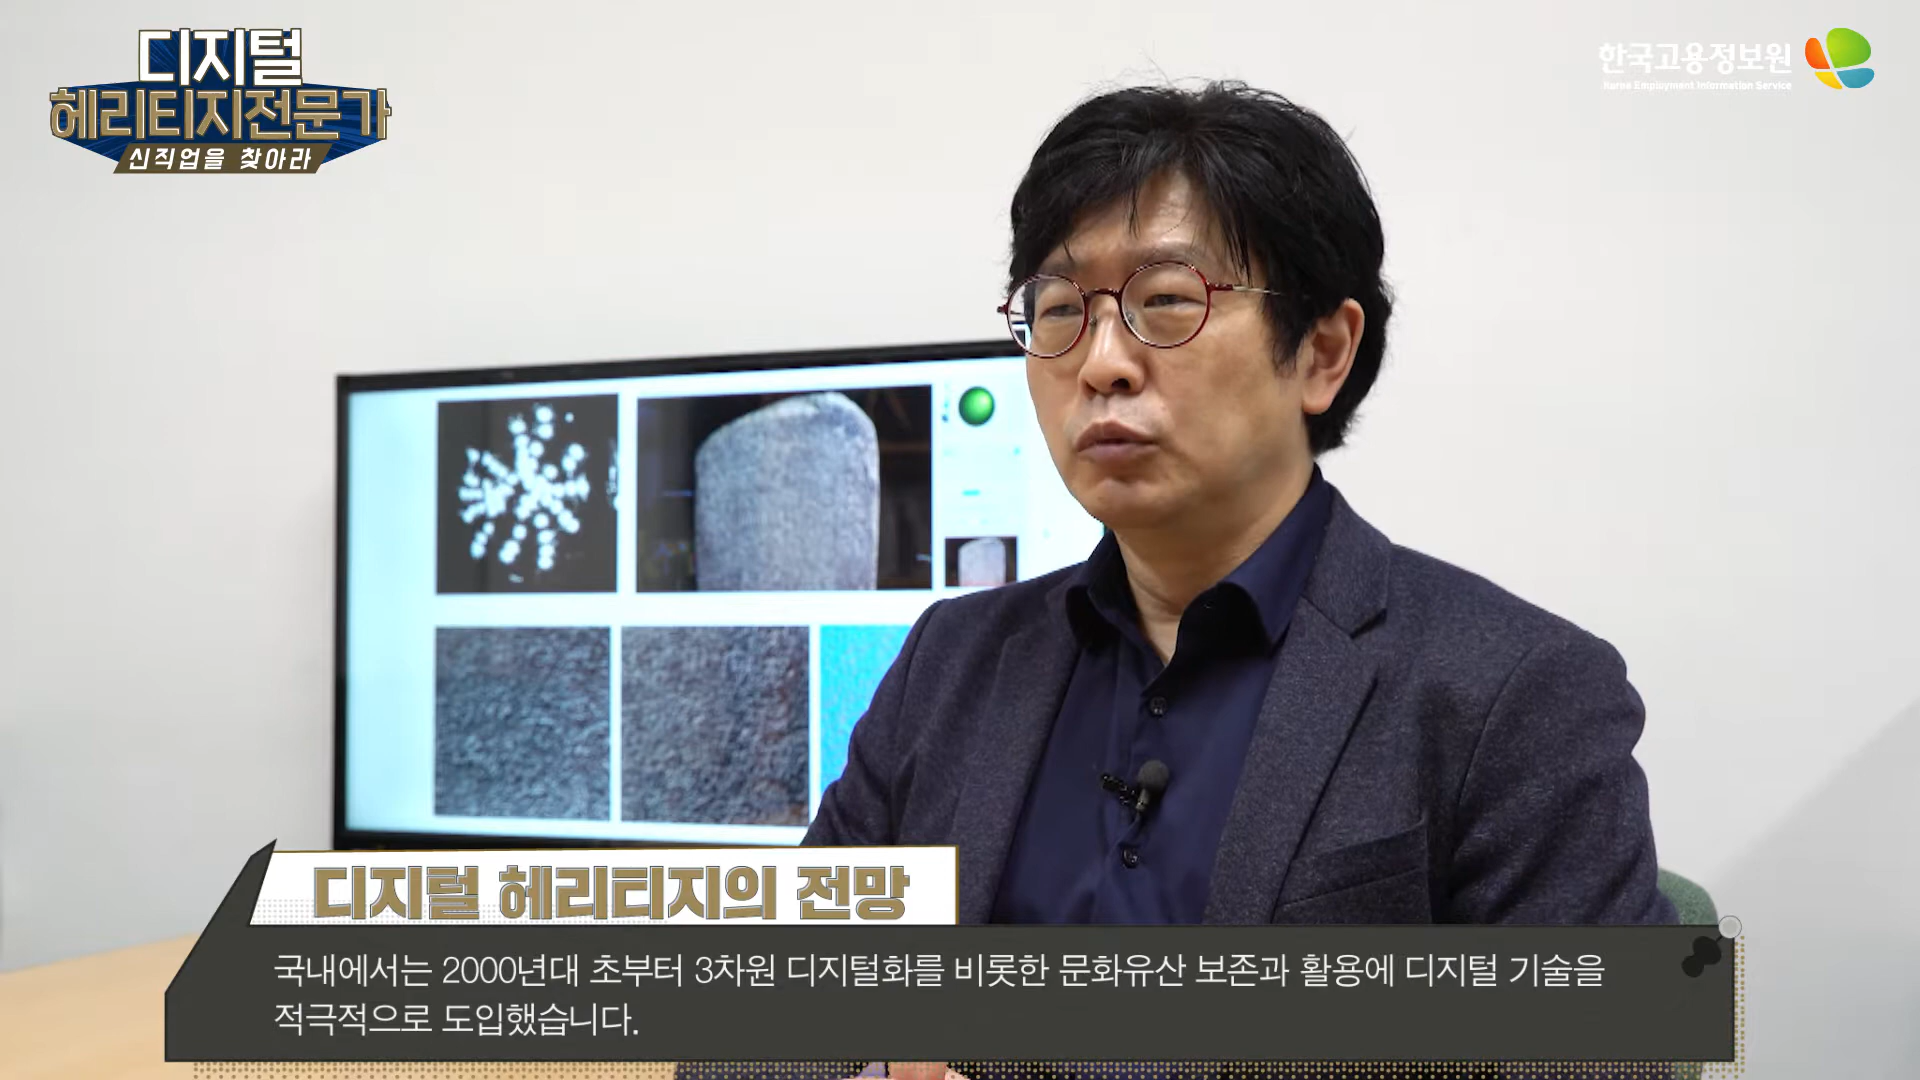 디지털
헤리티지전문가
신직업을 찾아라
한국고용정보원
Korea Employment Information Service
디지털 헤리티지의 전망
국내에서는 2000년대 초부터 3차원 디지털화를 비롯한 문화유산 보존과 활용에 디지털 기술을
적극적으로 도입했습니다.